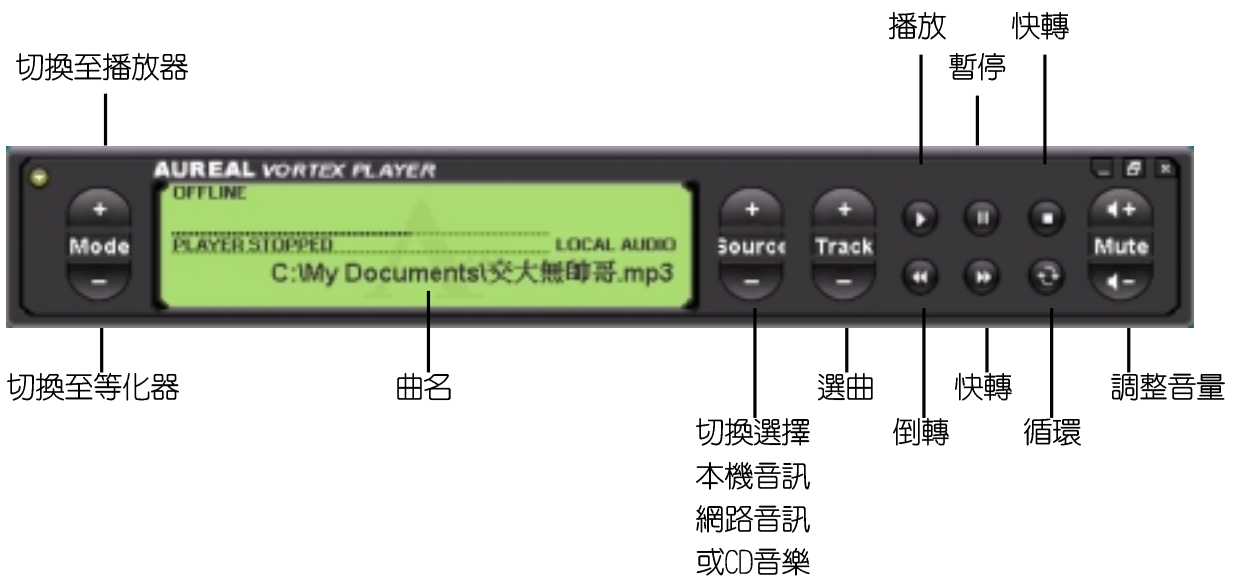 播放
快轉
切換至播放器
暫停
AUREAL VORTEX PLAYER
OFFLINE
PLAYER STOPPED
LOCAL AUDIO
C:\My Documents\交大無帥哥.mp3
+
Mode
-
+
Source
-
+
Track
-
+
Mute
-
切換至等化器
曲名
選曲
快轉
調整音量
切換選擇
本機音訊
網路音訊
或CD音樂
倒轉
循環